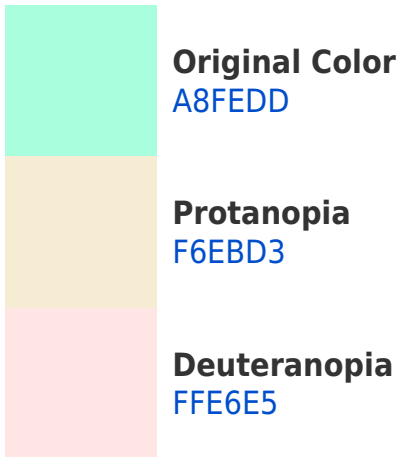 Original Color
A8FEDD
Protanopia
F6EBD3
Deuteranopia
FFE6E5